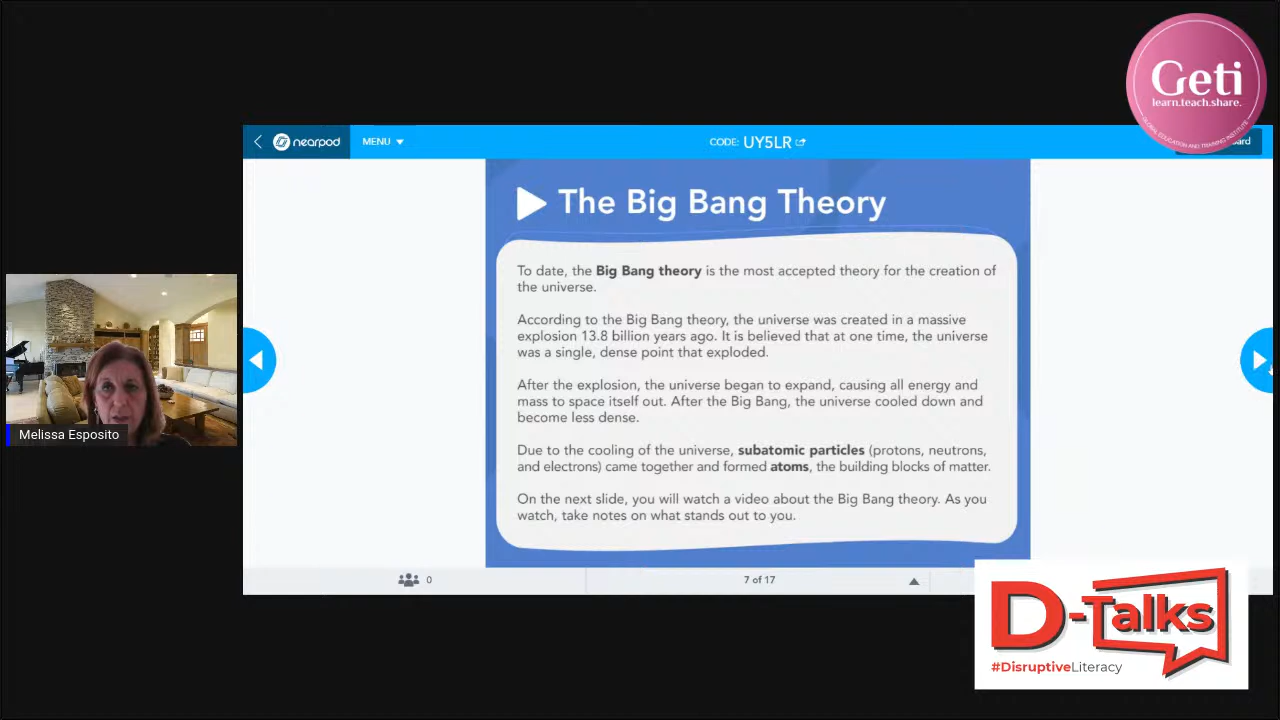 Geti
learn.teach.share.
GLOBAL EDUCATION AND TRAINING INSTITUTE
nearpod
MENU
CODE: UY5LR
The Big Bang Theory
To date, the Big Bang theory is the most accepted theory for the creation of
the universe.
According to the Big Bang theory, the universe was created in a massive
explosion 13.8 billion years ago. It is believed that at one time, the universe
was a single, dense point that exploded.
After the explosion, the universe began to expand, causing all energy and
mass to space itself out. After the Big Bang, the universe cooled down and
become less dense.
Due to the cooling of the universe, subatomic particles (protons, neutrons,
and electrons) came together and formed atoms, the building blocks of matter.
On the next slide, you will watch a video about the Big Bang theory. As you
watch, take notes on what stands out to you.
Melissa Esposito
0
7 of 17
D-Talks
#DisruptiveLiteracy